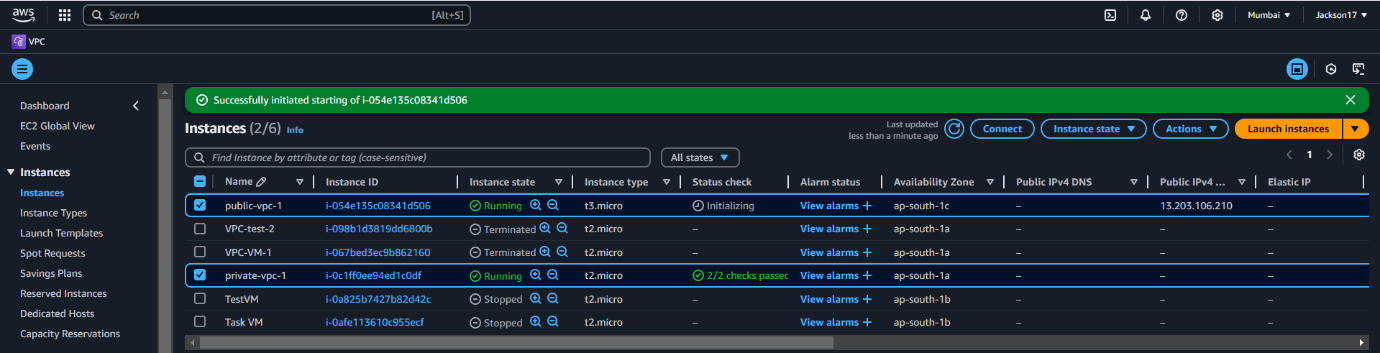 aws Search [Alt+S] Mumbai Jackson17
VPC
Successfully initiated starting of i-054e135c08341d506
Dashboard
EC2 Global View
Events
Instances
Instances
Instance Types
Launch Templates
Spot Requests
Savings Plans
Reserved Instances
Dedicated Hosts
Capacity Reservations
Instances (2/6) Info
Last updated
less than a minute ago
Connect Instance state Actions Launch instances
Find Instance by attribute or tag (case-sensitive) All states 1
Name Instance ID Instance state Instance type Status check Alarm status Availability Zone Public IPv4 DNS Public IPv4 ... Elastic IP
public-vpc-1 i-054e135c08341d506 Running t3.micro Initializing View alarms + ap-south-1c – 13.203.106.210 –
VPC-test-2 i-098b1d3819dd6800b Terminated t2.micro – View alarms + ap-south-1a – – –
VPC-VM-1 i-067bed3ec9b862160 Terminated t2.micro – View alarms + ap-south-1a – – –
private-vpc-1 i-0c1ff0ee94ed1c0df Running t2.micro 2/2 checks passed View alarms + ap-south-1a – – –
TestVM i-0a825b7427b82d42c Stopped t2.micro – View alarms + ap-south-1b – – –
Task VM i-0afe113610c955ecf Stopped t2.micro – View alarms + ap-south-1b – – –